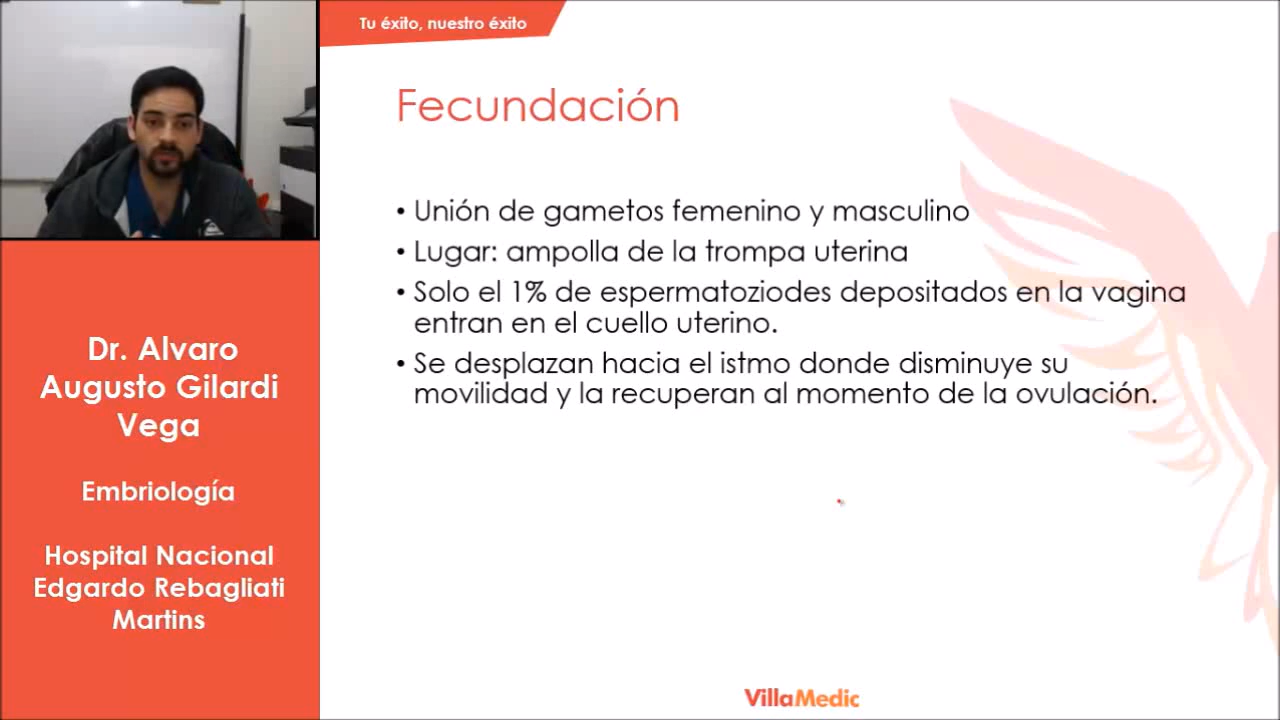 Tu éxito, nuestro éxito
Fecundación
• Unión de gametos femenino y masculino
• Lugar: ampolla de la trompa uterina
• Solo el 1% de espermatoziodes depositados en la vagina
entran en el cuello uterino.
• Se desplazan hacia el istmo donde disminuye su
movilidad y la recuperan al momento de la ovulación.
Dr. Alvaro
Augusto Gilardi
Vega
Embriología
Hospital Nacional
Edgardo Rebagliati
Martins
VillaMedic